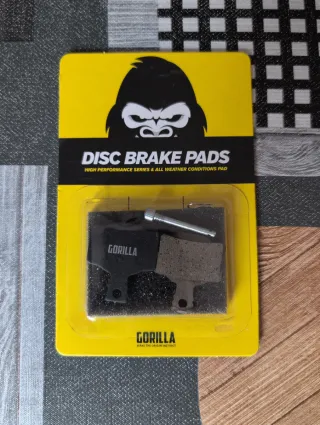 DISC BRAKE PADS
HIGH PERFORMANCE SERIES & ALL WEATHER CONDITIONS PAD
GORILLA
GORILLA